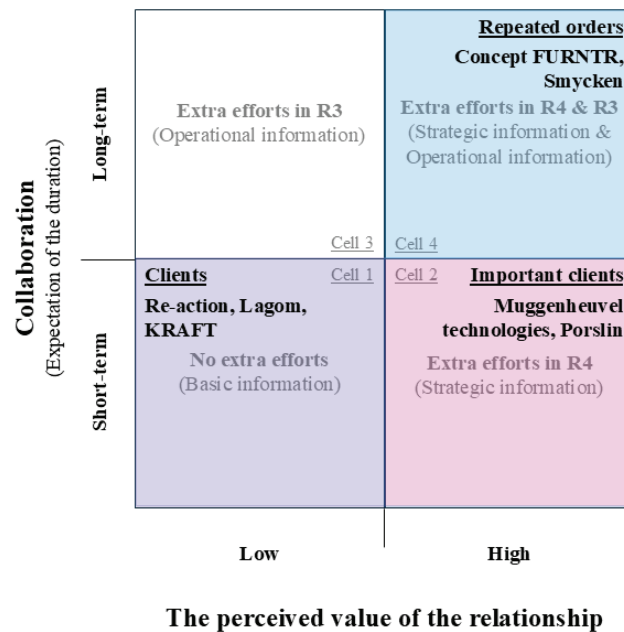 Repeated orders
Concept FURNTR,
Smycken
Extra efforts in R4 & R3
(Strategic information &
Operational information)
Extra efforts in R3
(Operational information)
Cell 3
Cell 4
Long-term
Collaboration
(Expectation of the duration)
Short-term
Clients
Cell 1
Re-action, Lagom,
KRAFT
No extra efforts
(Basic information)
Cell 2
Important clients
Muggenheuvel
technologies, Porslin
Extra efforts in R4
(Strategic information)
Low
High
The perceived value of the relationship